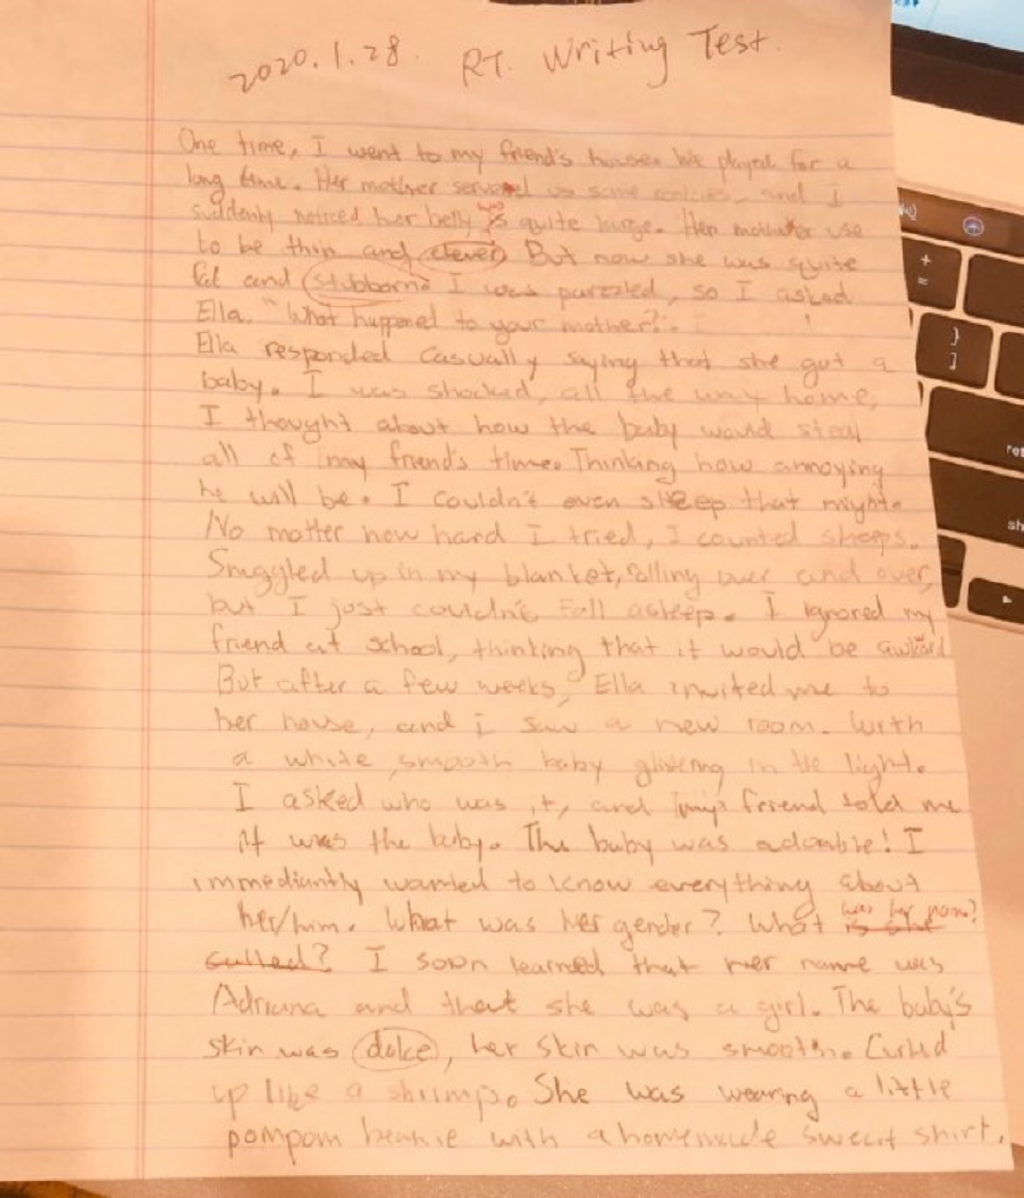 2020.1.28. RT. Writing Test.
One time, I went to my friend's house. We played for a
long time. Her mother served us some cookies, and I
suddenly noticed her belly was quite large. Her mother use
to be thin and clever. But now she was quite
fat and stubborn. I was puzzled, so I asked
Ella. "What happened to your mother?".
Ella responded casually saying that she got a
baby. I was shocked, all the way home,
I thought about how the baby would steal
all of my friend's time. Thinking how annoying
he will be. I couldn't even sleep that night.
No matter how hard I tried, I counted sheeps.
Snuggled up in my blanket, rolling over and over,
but I just couldn't fall asleep. I ignored my
friend at school, thinking that it would be
But after a few weeks, Ella invited me to
her house, and i saw a new room. With
a white, smooth baby glistening in the light.
I asked who was it, and my friend told me
it was the baby. The baby was adorable! I
immediantly wanted to know everything about
her/him. What was her gender? What was her name?
is she called? I soon learned that her name was
Adriana and that she was a girl. The baby's
skin was dulce, her skin was smooth. Curled
up like a shrimp. She was wearing a little
pompom beanie with a homemade sweat shirt.
+
=
}
]
ret
sh